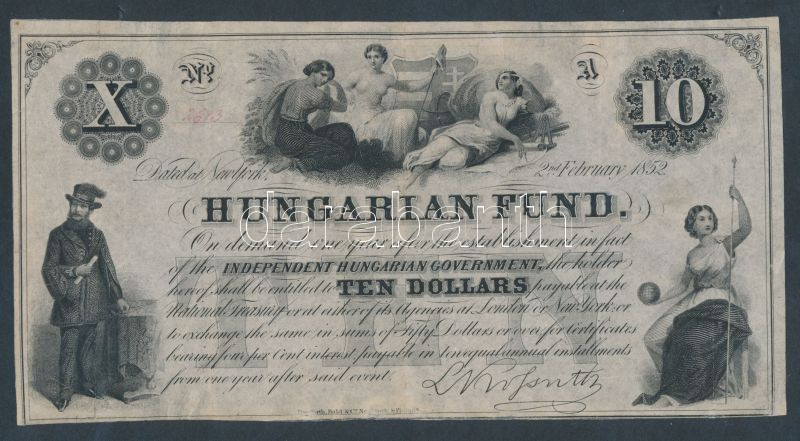 X
No
A
10
2613
Dated at New York,
2nd February 1852
HUNGARIAN FUND.
On demand one year after the establishment in fact
of the INDEPENDENT HUNGARIAN GOVERNMENT, the holder
hereof shall be entitled to TEN DOLLARS payable at the
National Treasury or at either of its Agencies at London or New York, or
to exchange the same in sums of Fifty Dollars or over for Certificates
bearing four per Cent interest, payable in ten equal annual instalments
from one year after said event.
darabanth